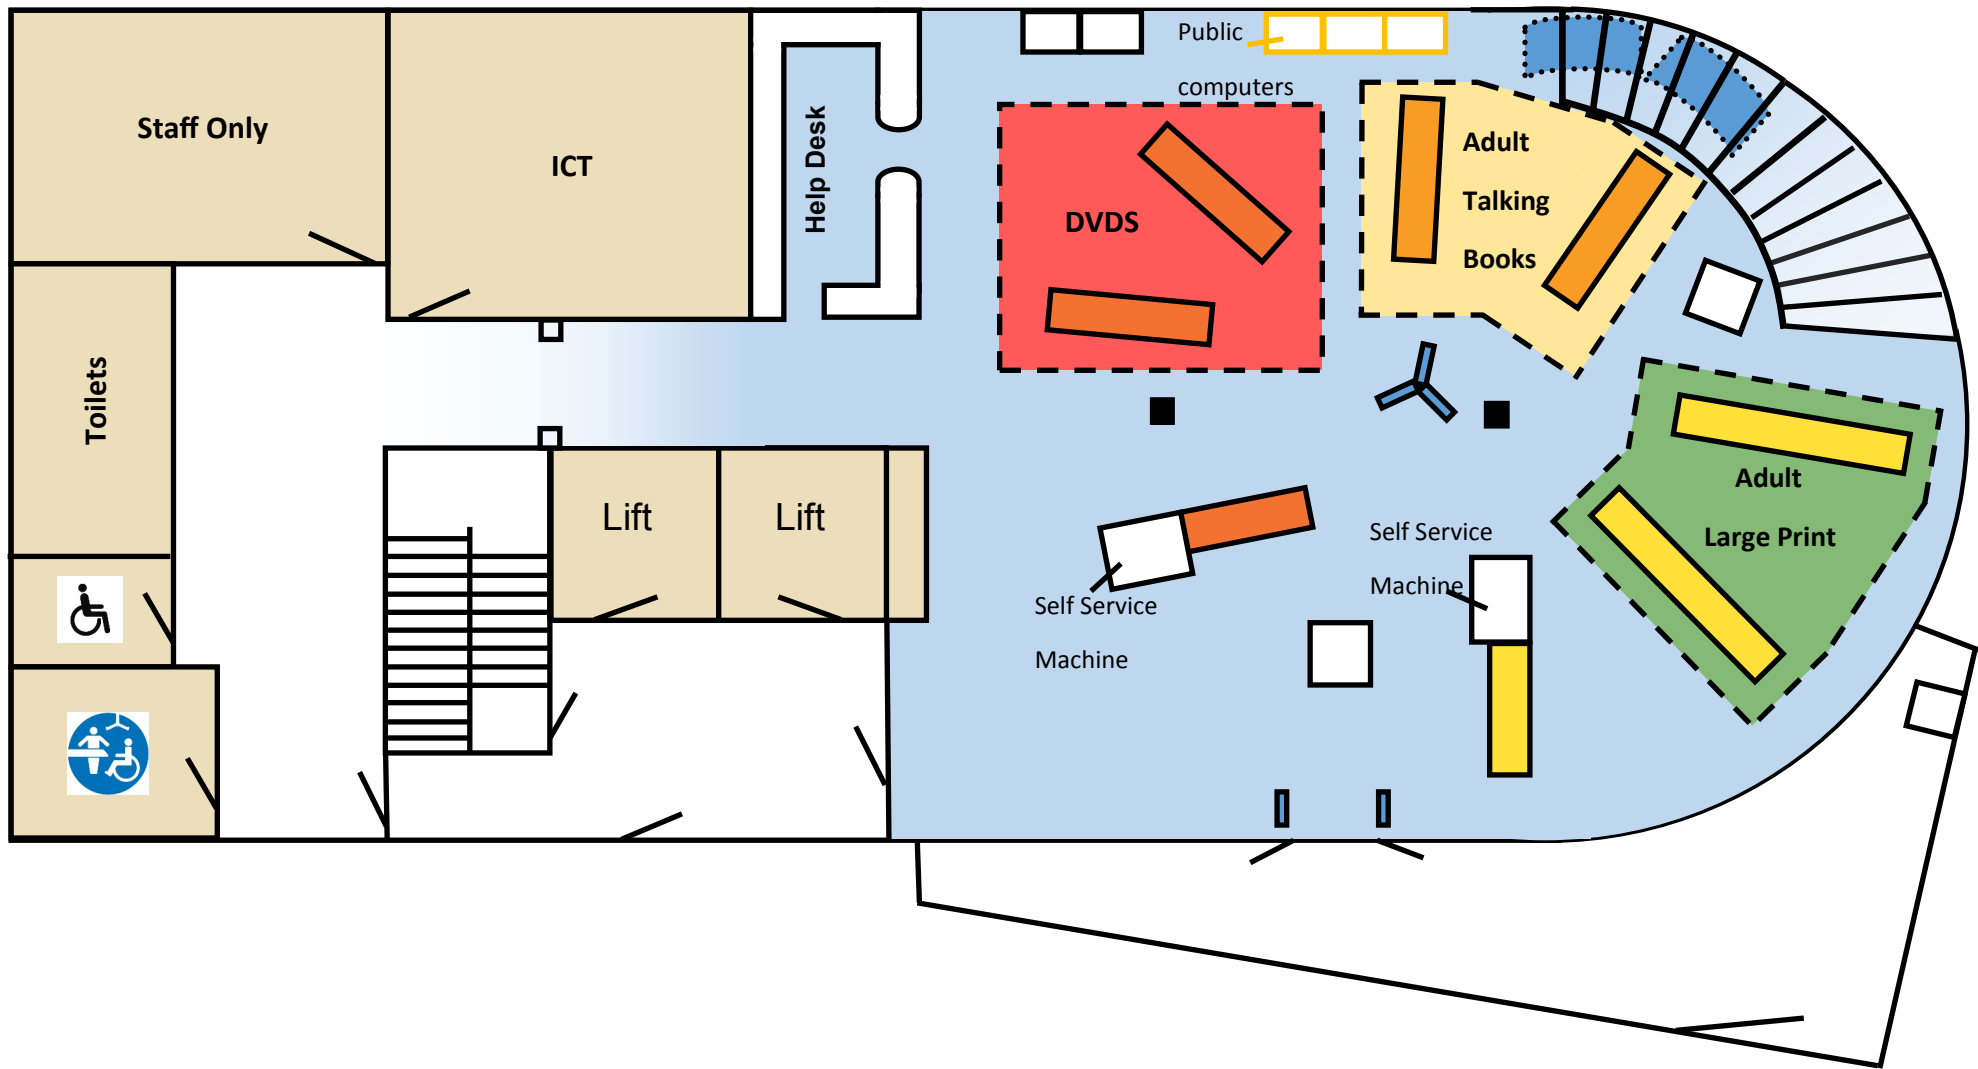 Staff Only
ICT
Help Desk
Public
computers
DVDS
Adult
Talking
Books
Toilets
Lift
Lift
Self Service
Machine
Self Service
Machine
Adult
Large Print